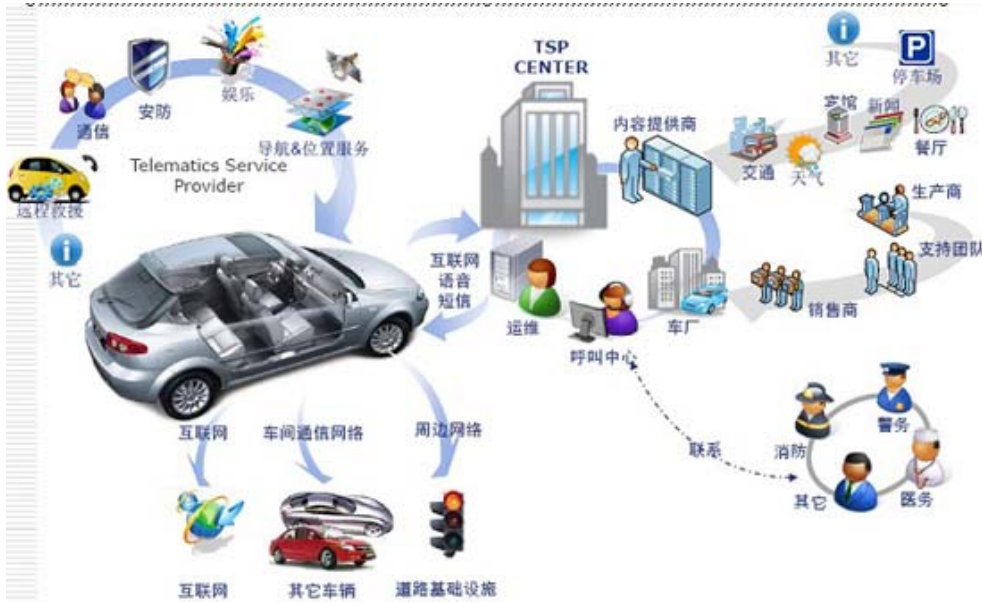 TSP
CENTER
其它
停车场
娱乐
安防
通信
宾馆
新闻
内容提供商
导航&位置服务
交通
天气
餐厅
Telematics Service
Provider
远程救援
生产商
其它
支持团队
互联网
语音
短信
运维
车厂
销售商
呼叫中心
互联网
车间通信网络
周边网络
联系
消防
警务
其它
医务
互联网
其它车辆
道路基础设施